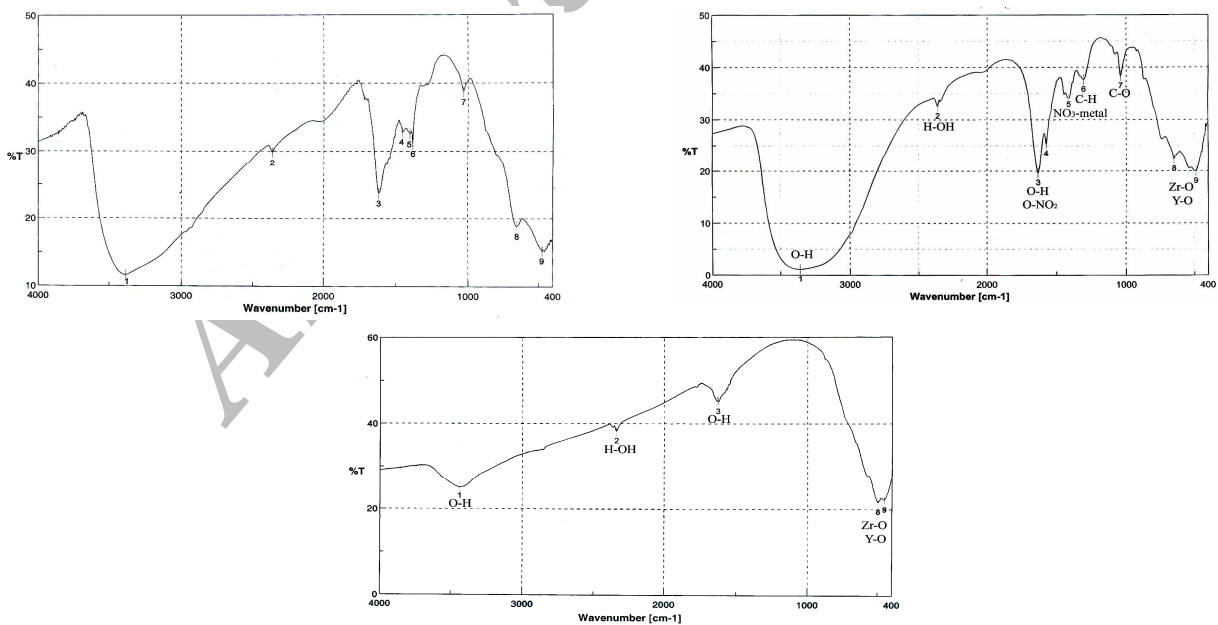 50
40
%T
30
20
10
4000 3000 2000 1000 400
Wavenumber [cm-1]
1 2 3 4 5 6 7 8 9
50
40
30
%T
20
10
0
4000 3000 2000 1000 400
Wavenumber [cm-1]
O-H
1
2
H-OH
3
O-H
O-NO2
4
5
NO3-metal
6
C-H
7
C-O
8 9
Zr-O
Y-O
60
40
%T
20
0
4000 3000 2000 1000 400
Wavenumber [cm-1]
1
O-H
2
H-OH
3
O-H
8 9
Zr-O
Y-O